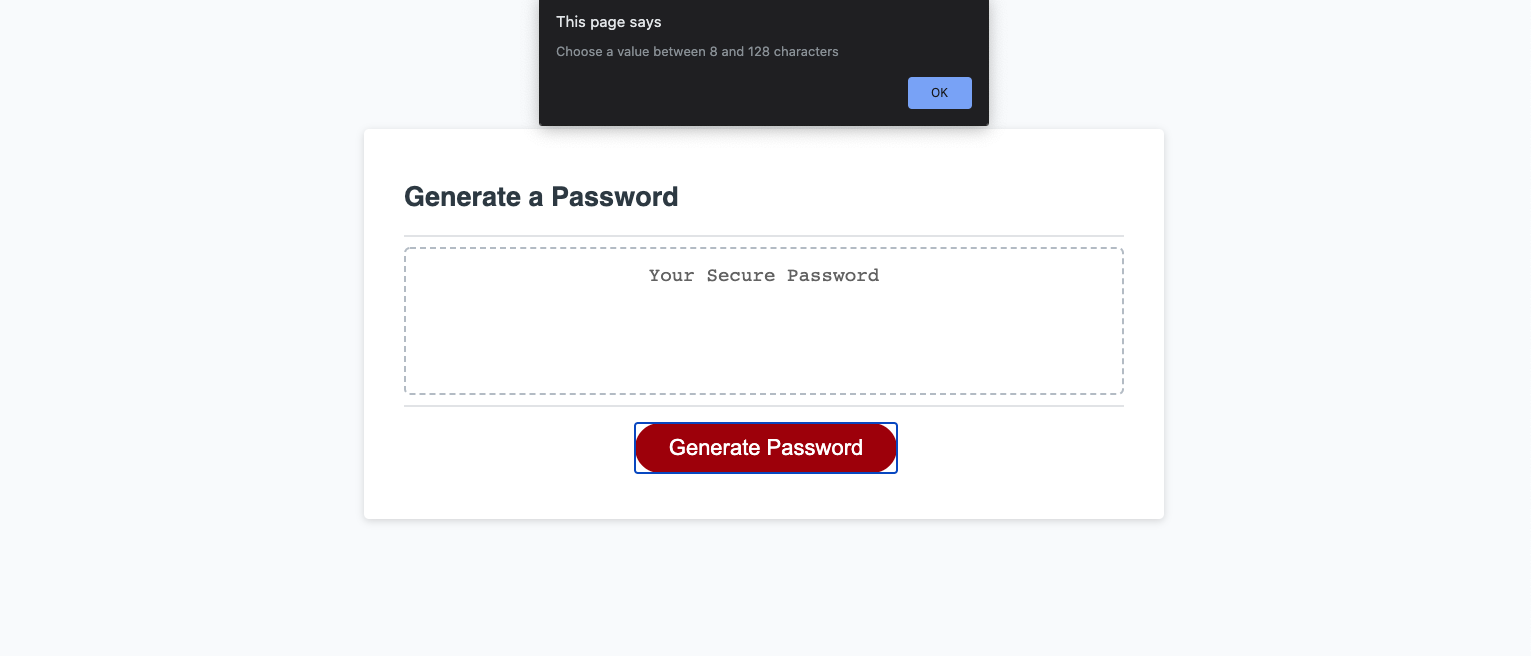 This page says
Choose a value between 8 and 128 characters
OK
Generate a Password
Your Secure Password
Generate Password